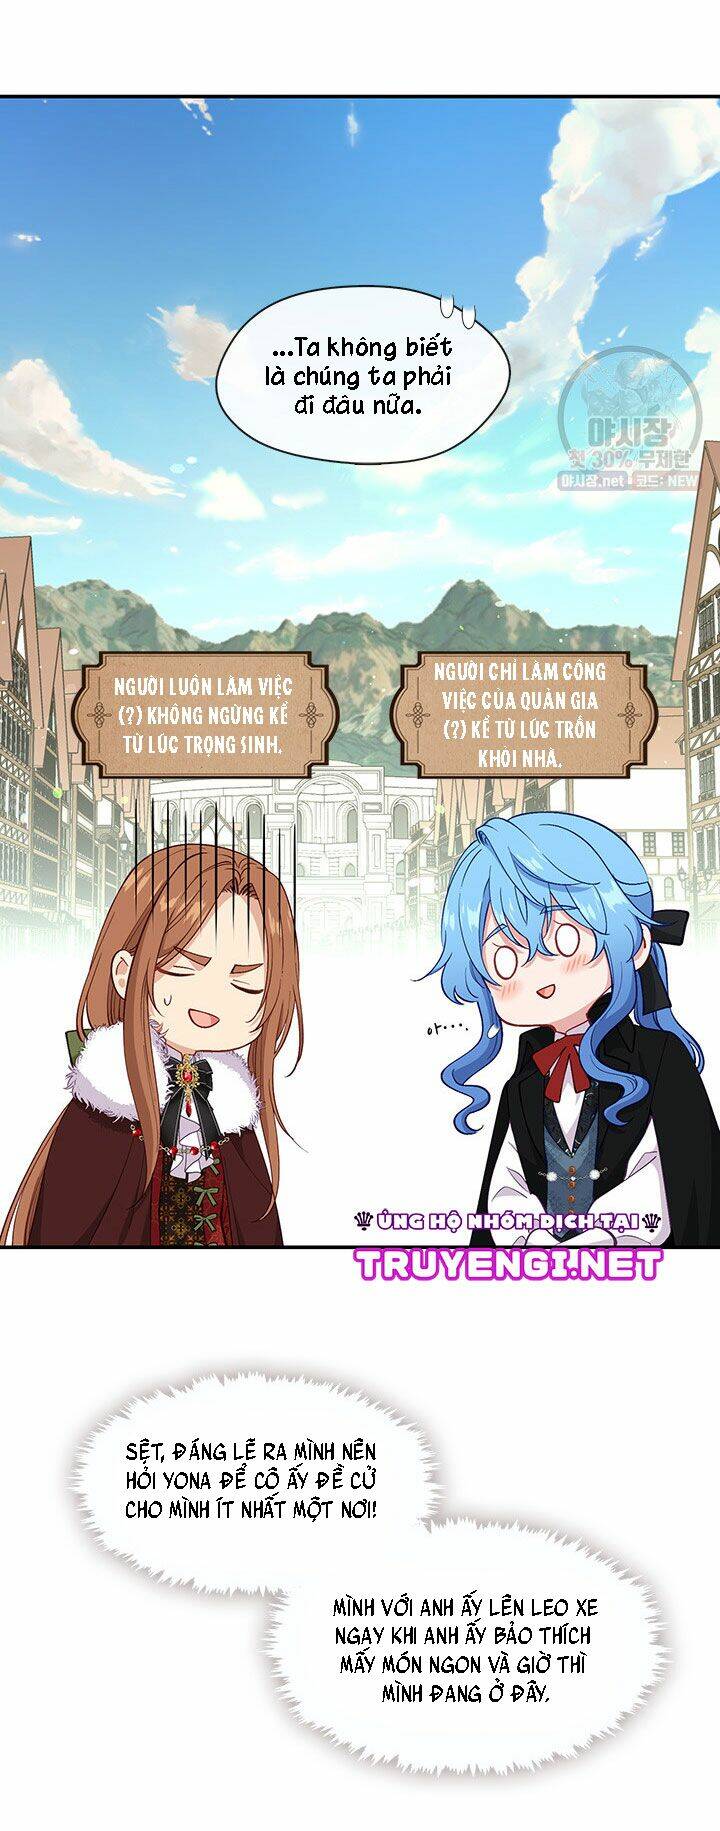 ...Ta không biết
là chúng ta phải
đi đâu nữa.
야시장
첫 30% 무제한
야시장.net 코드: NEW
NGƯỜI LUÔN LÀM VIỆC
(?) KHÔNG NGỪNG KỂ
TỪ LÚC TRỌNG SINH.
NGƯỜI CHỈ LÀM CÔNG
VIỆC CỦA QUẢN GIA
(?) KỂ TỪ LÚC TRỐN
KHỎI NHÀ.
아....
ỦNG HỘ NHÓM DỊCH TẠI
TRUYENGI.NET
SỆT, ĐÁNG LẼ RA MÌNH NÊN
HỎI YONA ĐỂ CÔ ẤY ĐỀ CỬ
CHO MÌNH ÍT NHẤT MỘT NƠI!
MÌNH VỚI ANH ẤY LÊN LEO XE
NGAY KHI ANH ẤY BẢO THÍCH
MẤY MÓN NGON VÀ GIỜ THÌ
MÌNH ĐANG Ở ĐÂY.